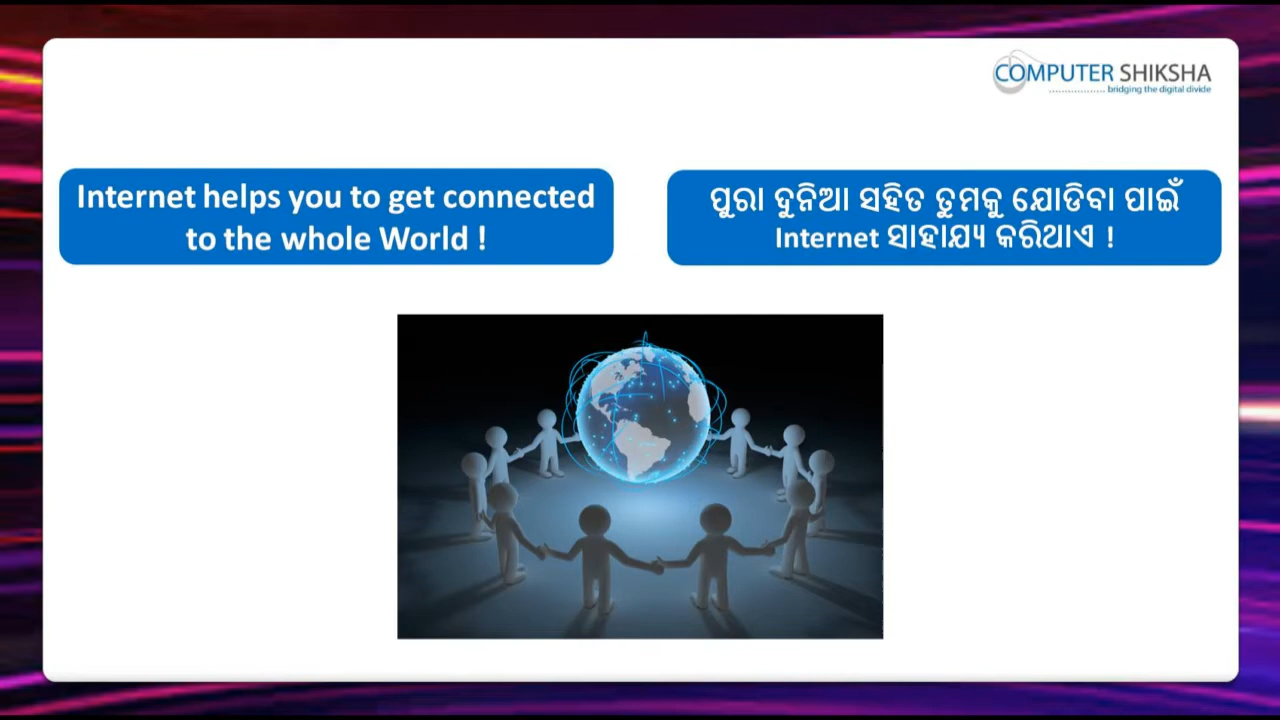 COMPUTER SHIKSHA
bridging the digital divide
Internet helps you to get connected
to the whole World !
ପୁରା ଦୁନିଆ ସହିତ ତୁମକୁ ଯୋଡିବା ପାଇଁ
Internet ସାହାଯ୍ୟ କରିଥାଏ !